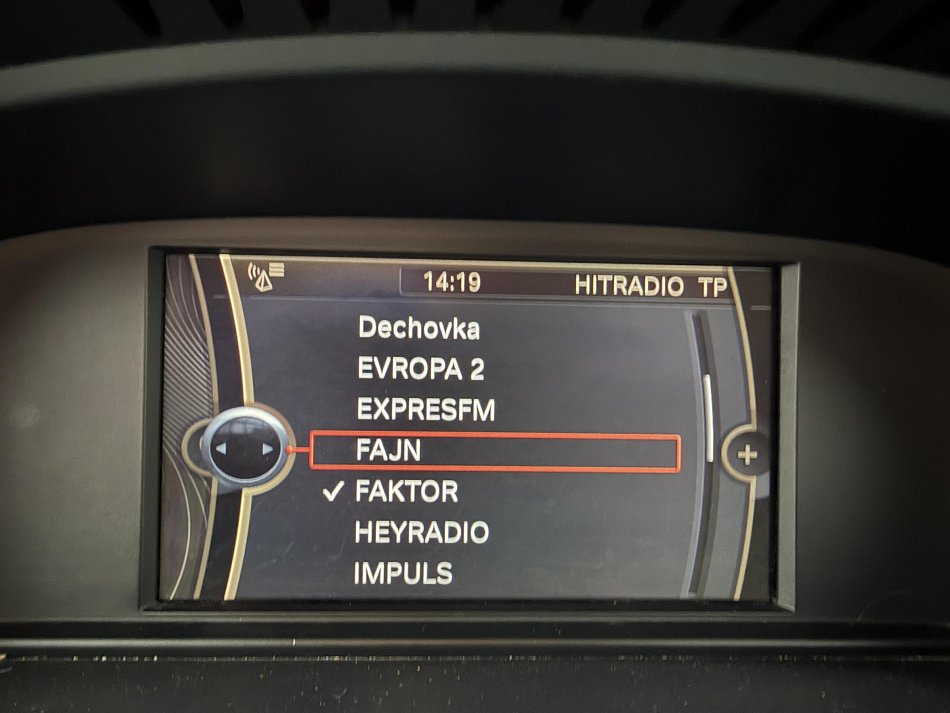 14:19 HITRADIO TP
Dechovka
EVROPA 2
EXPRESFM
FAJN
✓ FAKTOR
HEYRADIO
IMPULS